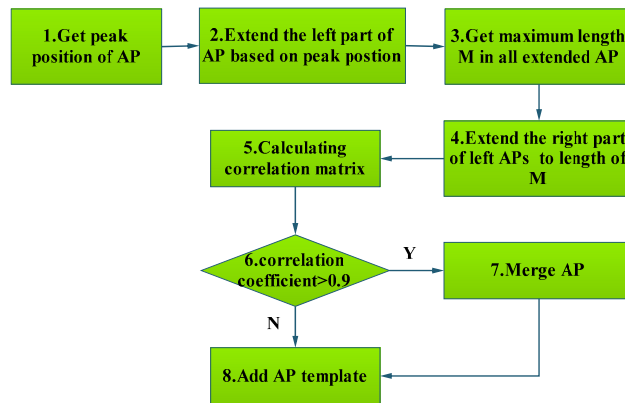 1.Get peak
position of AP
2.Extend the left part of
AP based on peak postion
3.Get maximum length
M in all extended AP
4.Extend the right part
of left APs to length of
M
5.Calculating
correlation matrix
6.correlation
coefficient>0.9
Y
7.Merge AP
N
8.Add AP template